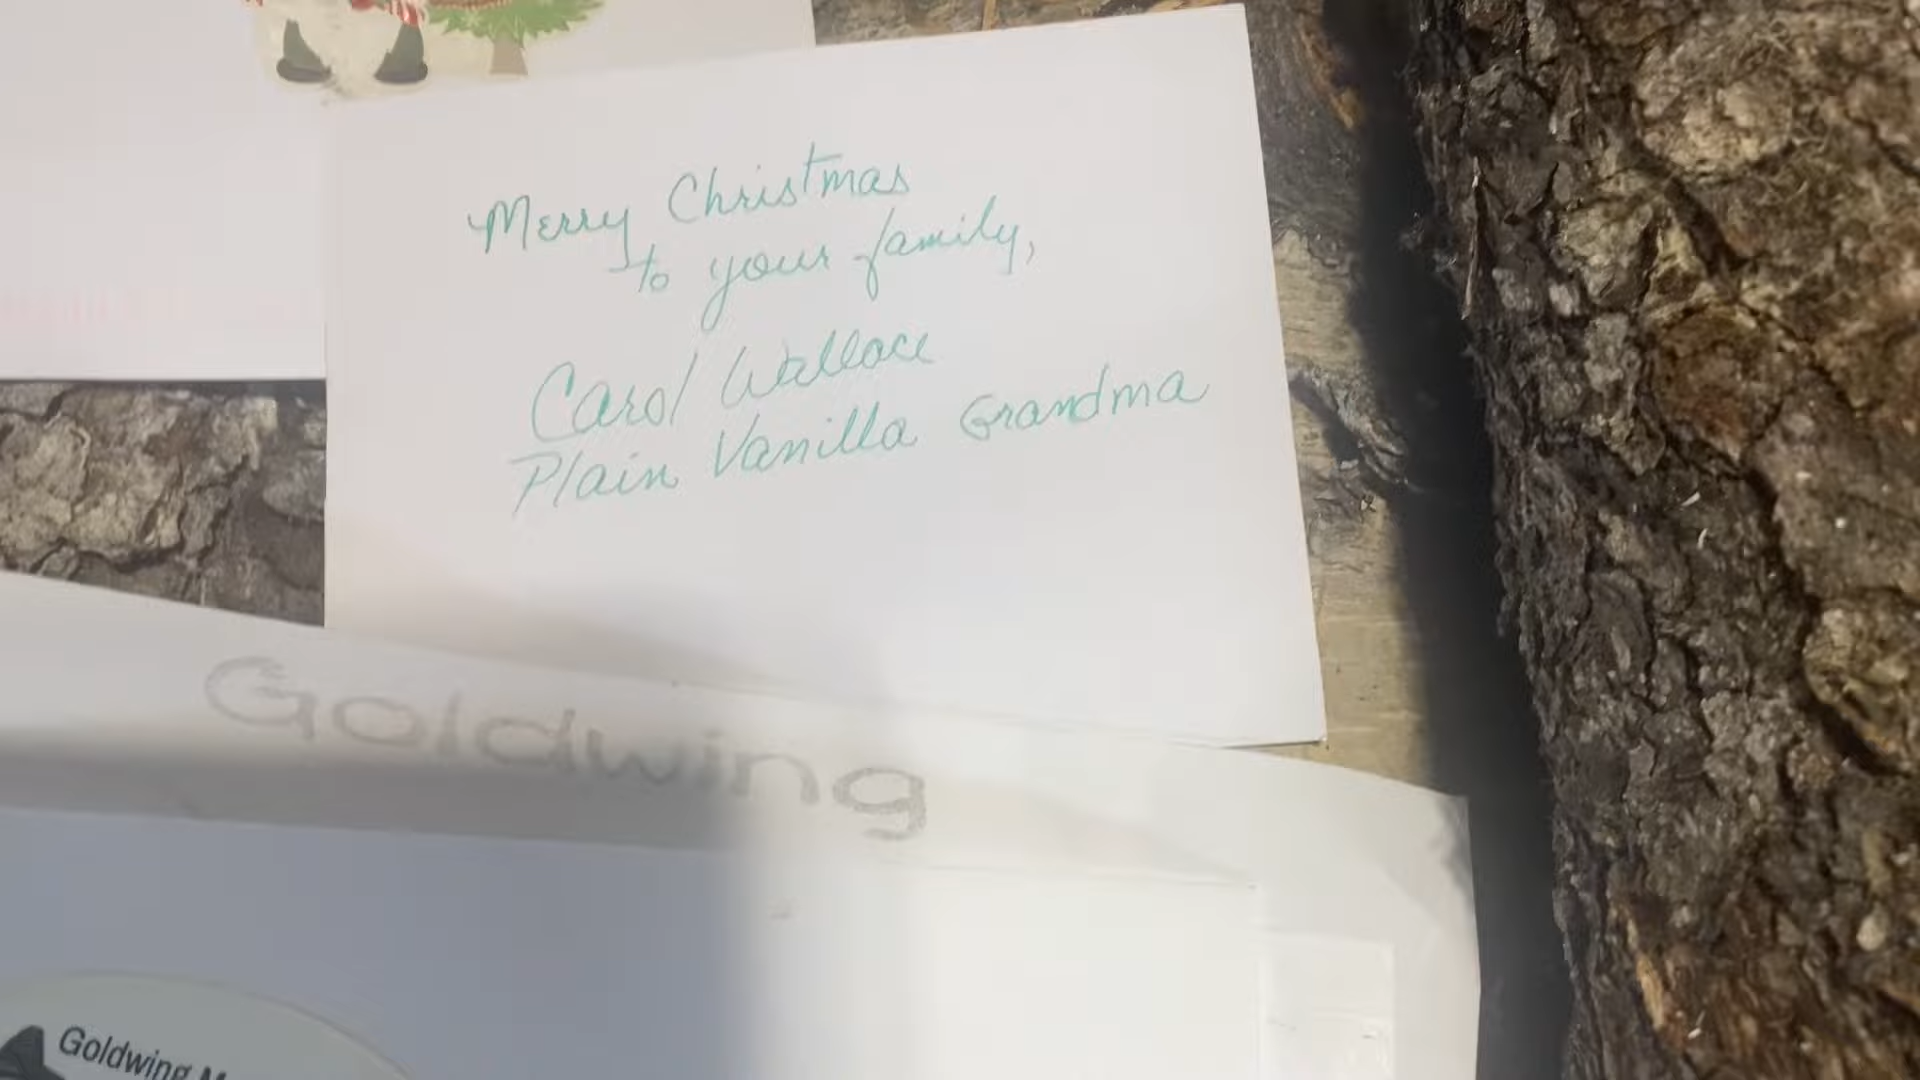 Merry Christmas
to your family,
Carol Wallace
Plain Vanilla Grandma
Goldwing
Goldwing